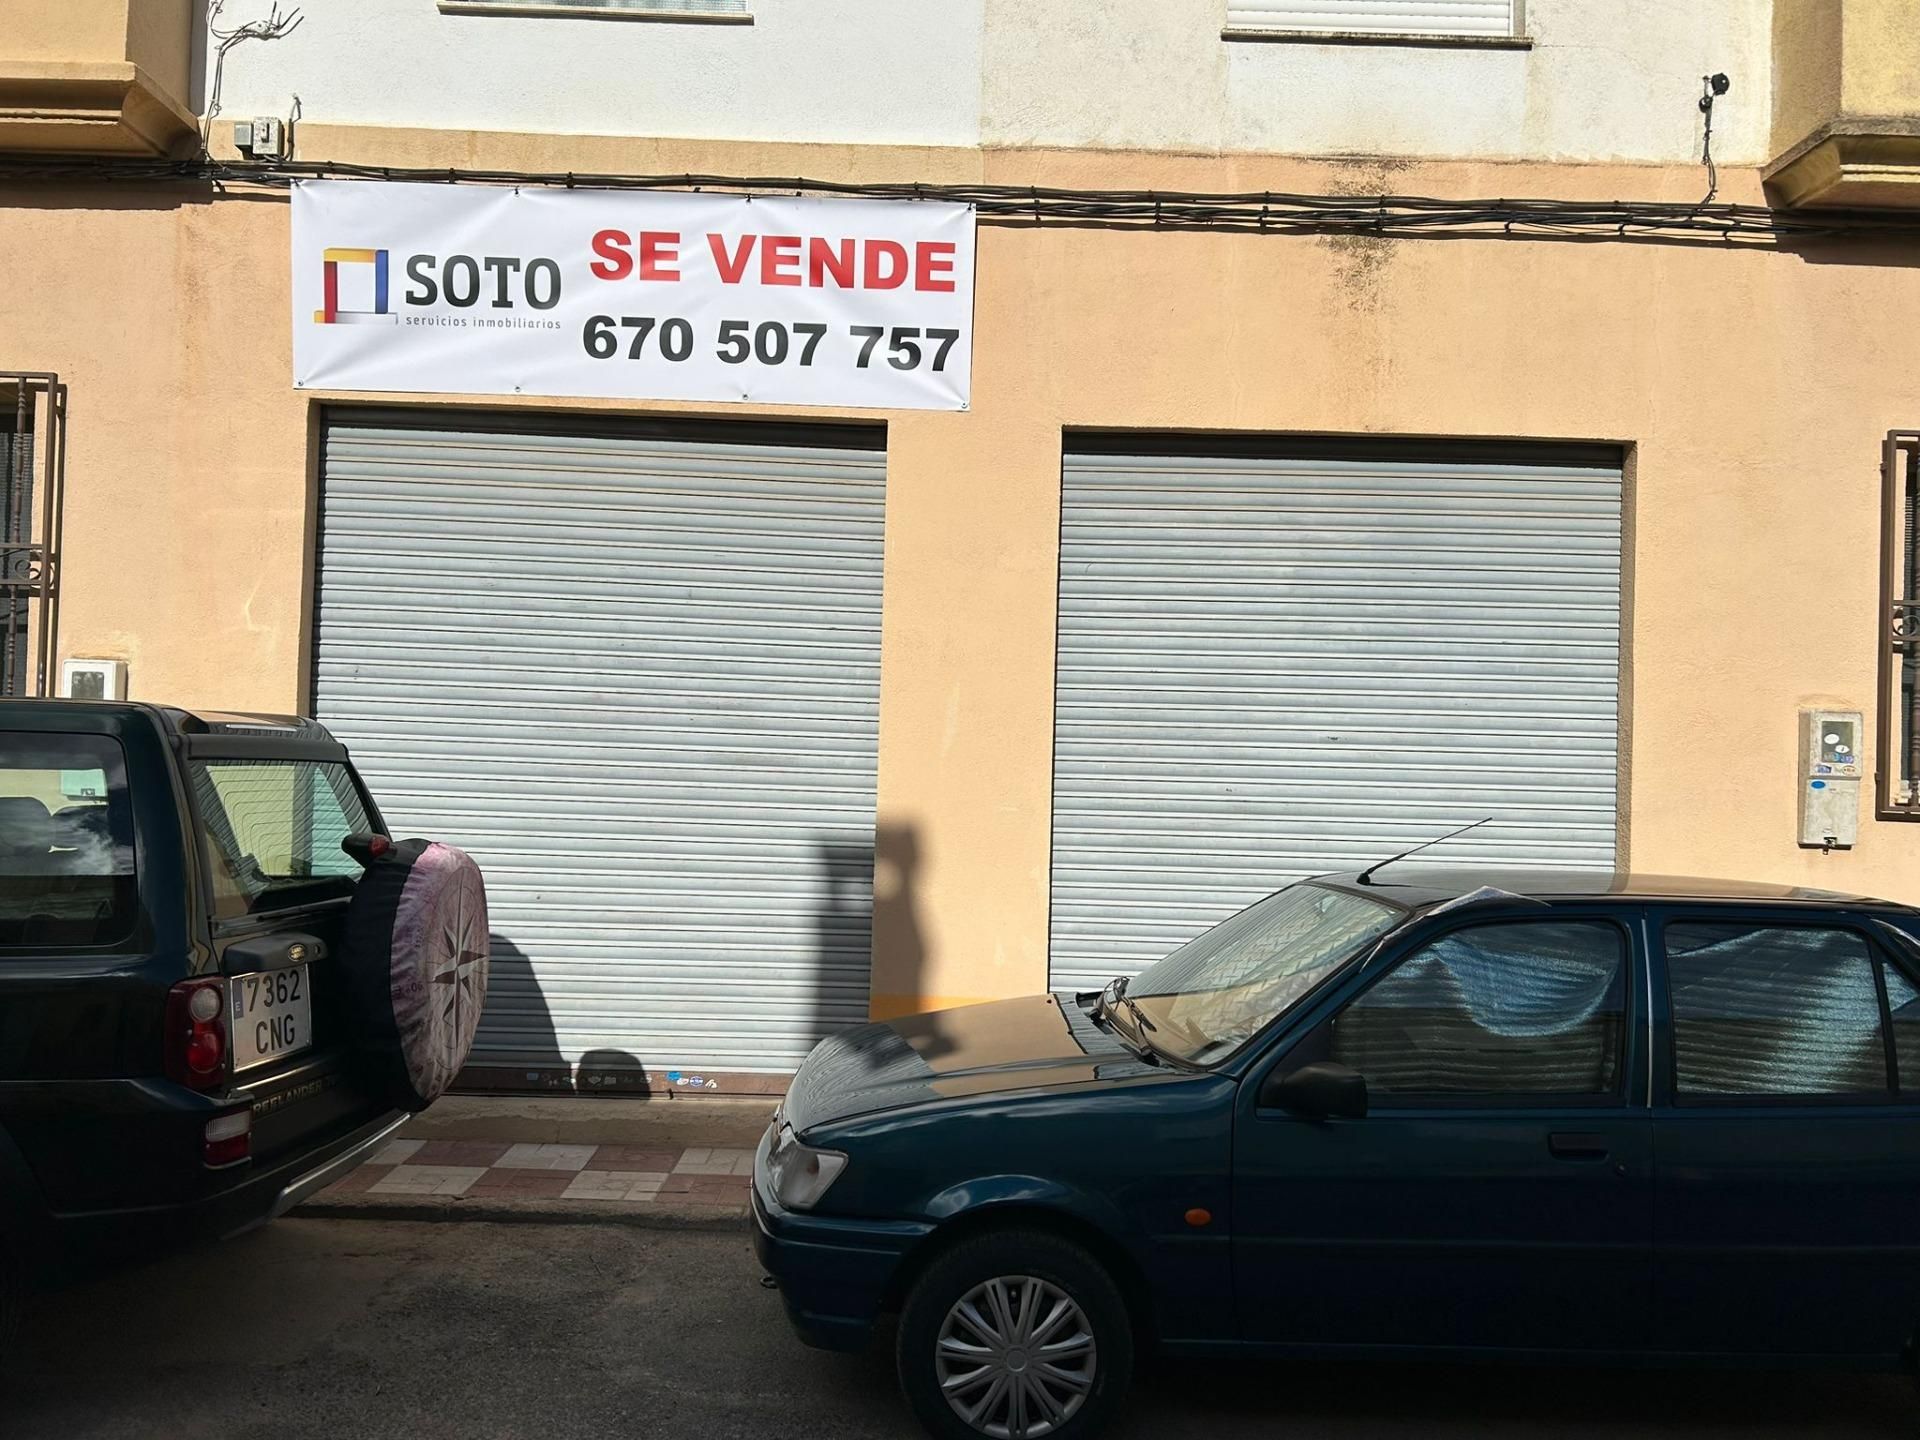 SOTO
servicios inmobiliarios
SE VENDE
670 507 757
7362
CNG